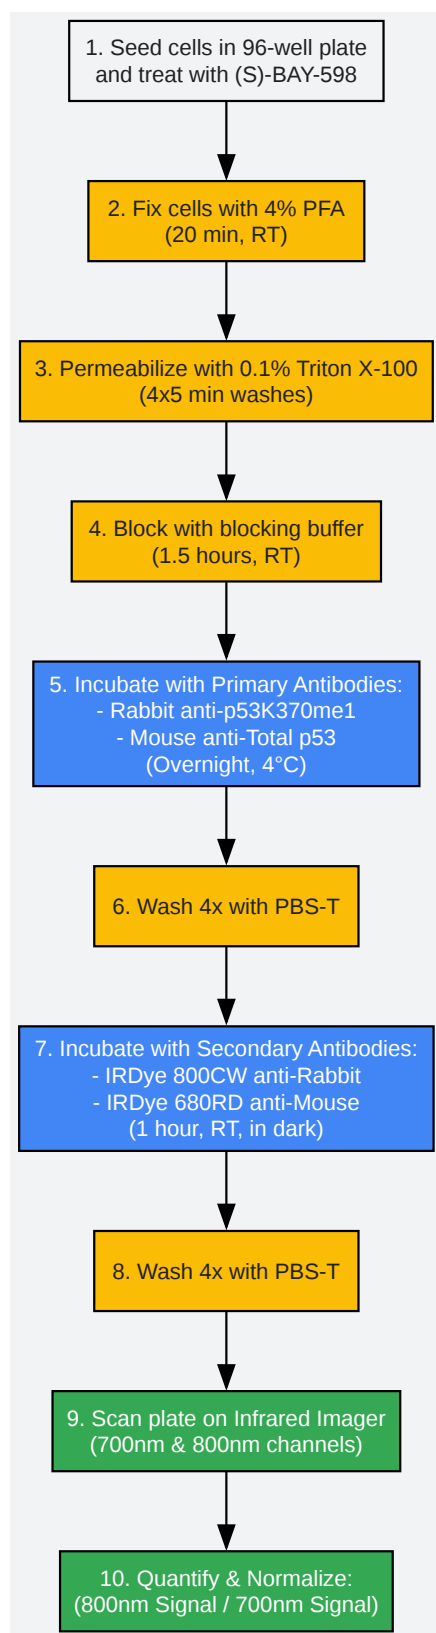 1. Seed cells in 96-well plate
and treat with (S)-BAY-598
2. Fix cells with 4% PFA
(20 min, RT)
3. Permeabilize with 0.1% Triton X-100
(4x5 min washes)
4. Block with blocking buffer
(1.5 hours, RT)
5. Incubate with Primary Antibodies:
- Rabbit anti-p53K370me1
- Mouse anti-Total p53
(Overnight, 4°C)
6. Wash 4x with PBS-T
7. Incubate with Secondary Antibodies:
- IRDye 800CW anti-Rabbit
- IRDye 680RD anti-Mouse
(1 hour, RT, in dark)
8. Wash 4x with PBS-T
9. Scan plate on Infrared Imager
(700nm & 800nm channels)
10. Quantify & Normalize:
(800nm Signal / 700nm Signal)